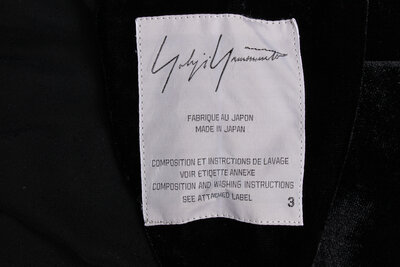 Yohji Yamamoto
FABRIQUE AU JAPON
MADE IN JAPAN
COMPOSITION ET INSTRCTIONS DE LAVAGE
VOIR ETIQETTE ANNEXE
COMPOSITION AND WASHING INSTRUCTIONS
SEE ATTACHED LABEL 3